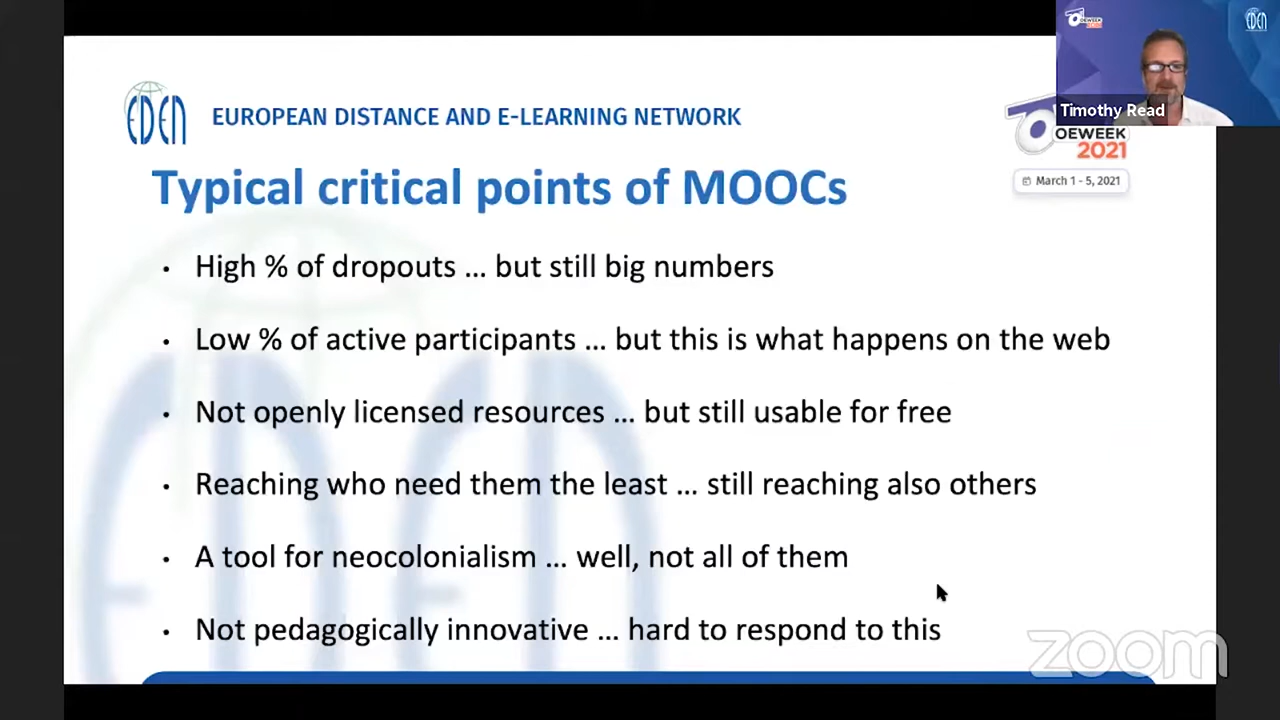 OEWEEK
EDEN
Timothy Read
EDEN
EUROPEAN DISTANCE AND E-LEARNING NETWORK
OEWEEK
2021
March 1 - 5, 2021
Typical critical points of MOOCs
• High % of dropouts ... but still big numbers
• Low % of active participants ... but this is what happens on the web
• Not openly licensed resources ... but still usable for free
• Reaching who need them the least ... still reaching also others
• A tool for neocolonialism ... well, not all of them
• Not pedagogically innovative ... hard to respond to this
EDEN
zoom